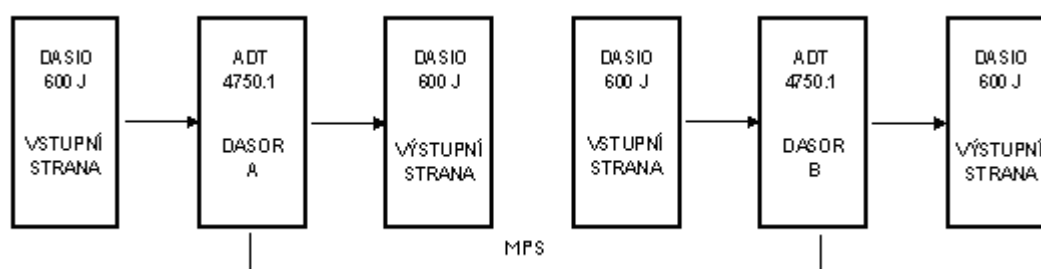 DASIO
600 J
VSTUPNÍ
STRANA
ADT
4750.1
DASOR
A
DASIO
600 J
VÝSTUPNÍ
STRANA
DASIO
600 J
VSTUPNÍ
STRANA
ADT
4750.1
DASOR
B
DASIO
600 J
VÝSTUPNÍ
STRANA
MPS